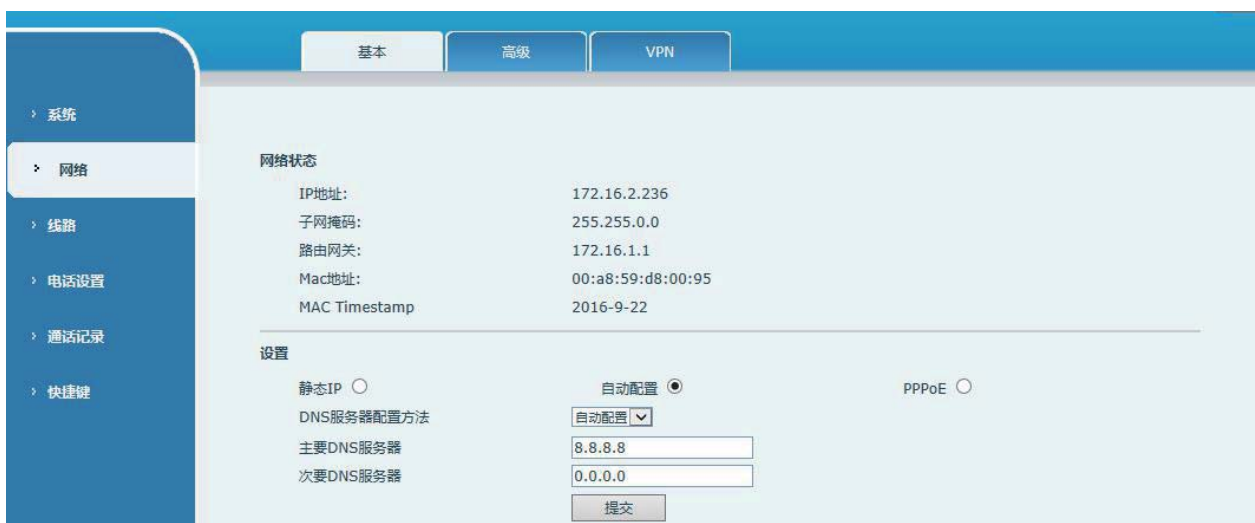 基本 高级 VPN
系统
网络
线路
电话设置
通话记录
快捷键
网络状态
IP地址: 172.16.2.236
子网掩码: 255.255.0.0
路由网关: 172.16.1.1
Mac地址: 00:a8:59:d8:00:95
MAC Timestamp 2016-9-22
设置
静态IP 自动配置 PPPoE
DNS服务器配置方法 自动配置
主要DNS服务器 8.8.8.8
次要DNS服务器 0.0.0.0
提交